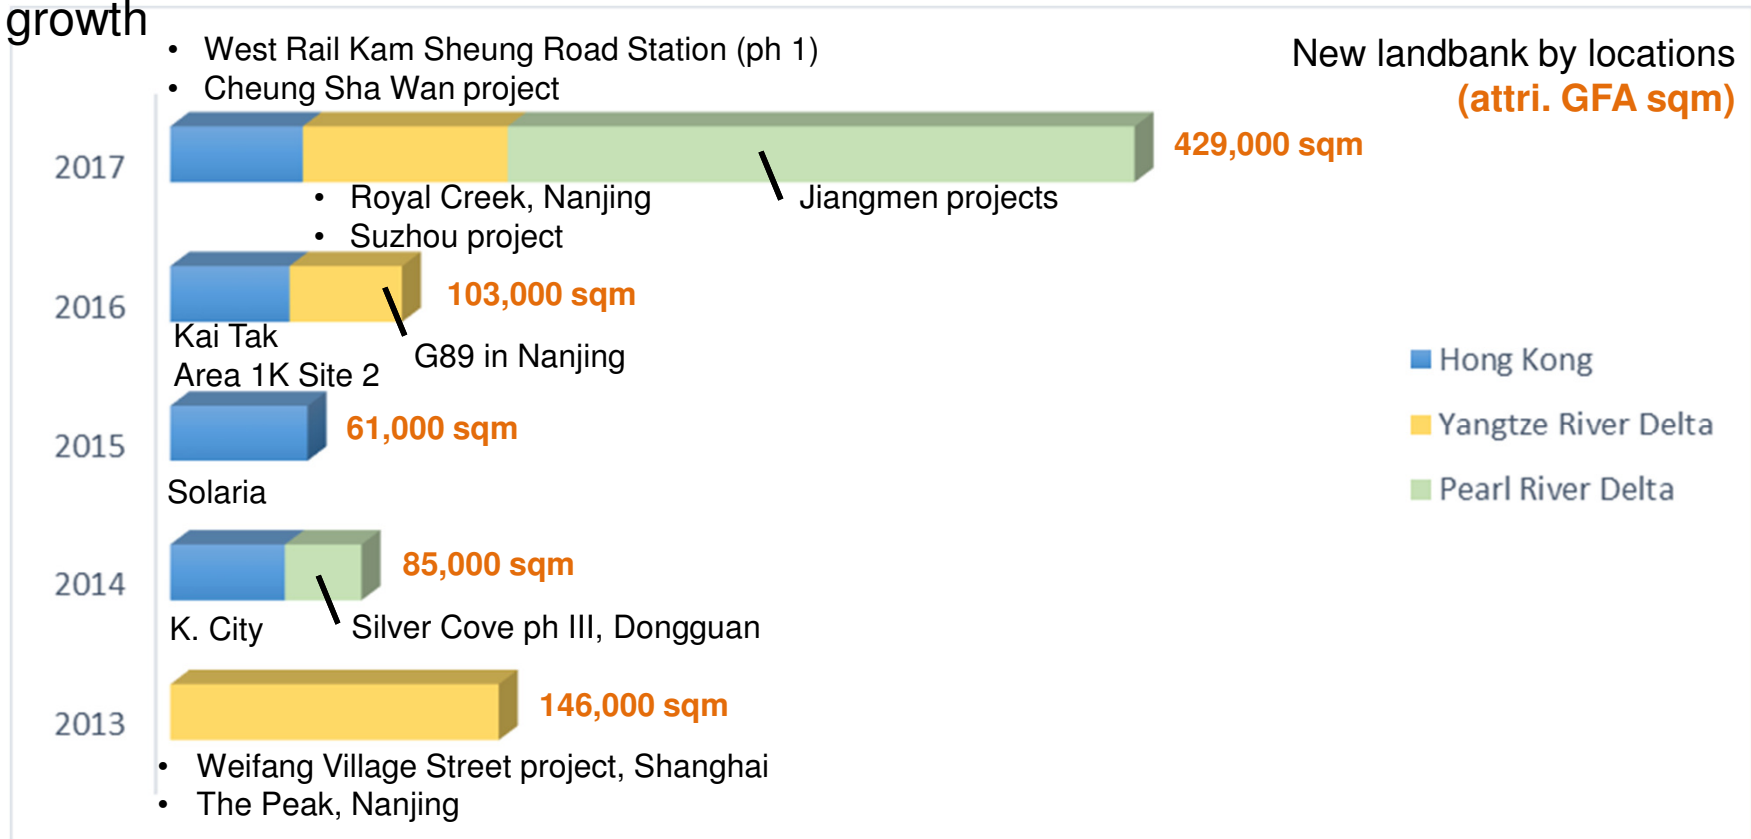 growth
• West Rail Kam Sheung Road Station (ph 1)
• Cheung Sha Wan project
New landbank by locations
(attri. GFA sqm)
2017
429,000 sqm
• Royal Creek, Nanjing
• Suzhou project
Jiangmen projects
2016
103,000 sqm
Kai Tak
Area 1K Site 2
G89 in Nanjing
2015
61,000 sqm
Solaria
2014
85,000 sqm
K. City
Silver Cove ph III, Dongguan
2013
146,000 sqm
• Weifang Village Street project, Shanghai
• The Peak, Nanjing
Hong Kong
Yangtze River Delta
Pearl River Delta